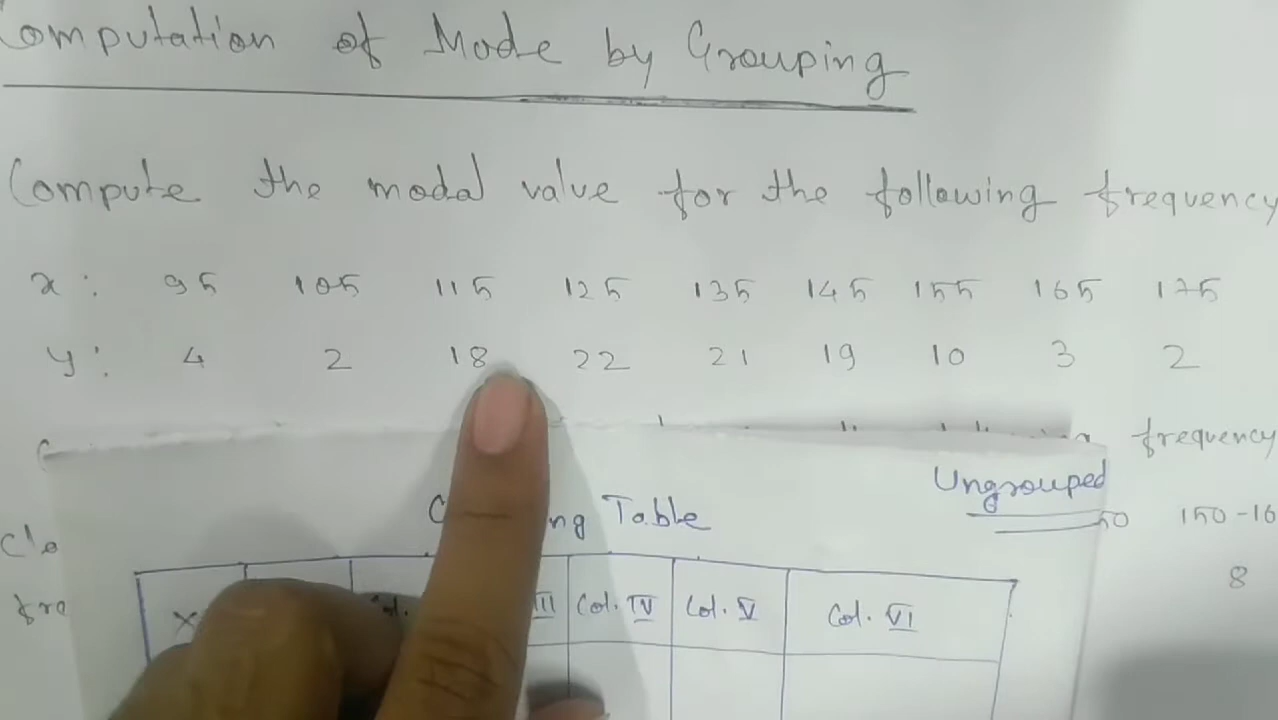 Computation of Mode by Grouping
Compute the modal value for the following frequency
x: 95 105 115 125 135 145 155 165 175
y: 4 2 18 22 21 19 10 3 2
frequency
Ungrouped
Table
150-16
8
X
Col. IV Col. V Col. VI